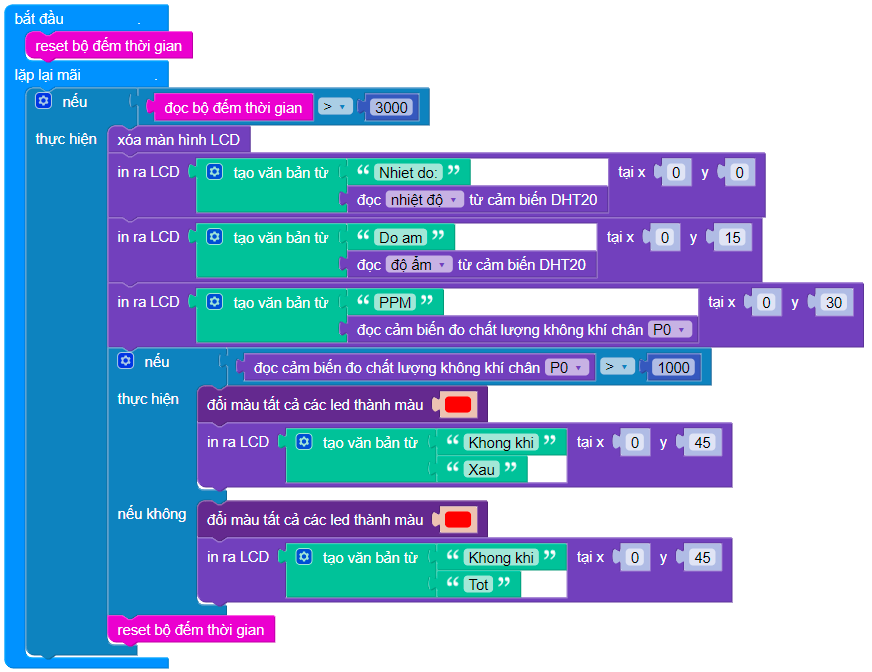 bắt đầu .
reset bộ đếm thời gian
lặp lại mãi .
nếu đọc bộ đếm thời gian > 3000
thực hiện xóa màn hình LCD
in ra LCD tạo văn bản từ “ Nhiet do: ” tại x 0 y 0
đọc nhiệt độ từ cảm biến DHT20
in ra LCD tạo văn bản từ “ Do am ” tại x 0 y 15
đọc độ ẩm từ cảm biến DHT20
in ra LCD tạo văn bản từ “ PPM ” tại x 0 y 30
đọc cảm biến đo chất lượng không khí chân P0
nếu đọc cảm biến đo chất lượng không khí chân P0 > 1000
thực hiện đổi màu tất cả các led thành màu
in ra LCD tạo văn bản từ “ Khong khi ” tại x 0 y 45
“ Xau ”
nếu không đổi màu tất cả các led thành màu
in ra LCD tạo văn bản từ “ Khong khi ” tại x 0 y 45
“ Tot ”
reset bộ đếm thời gian